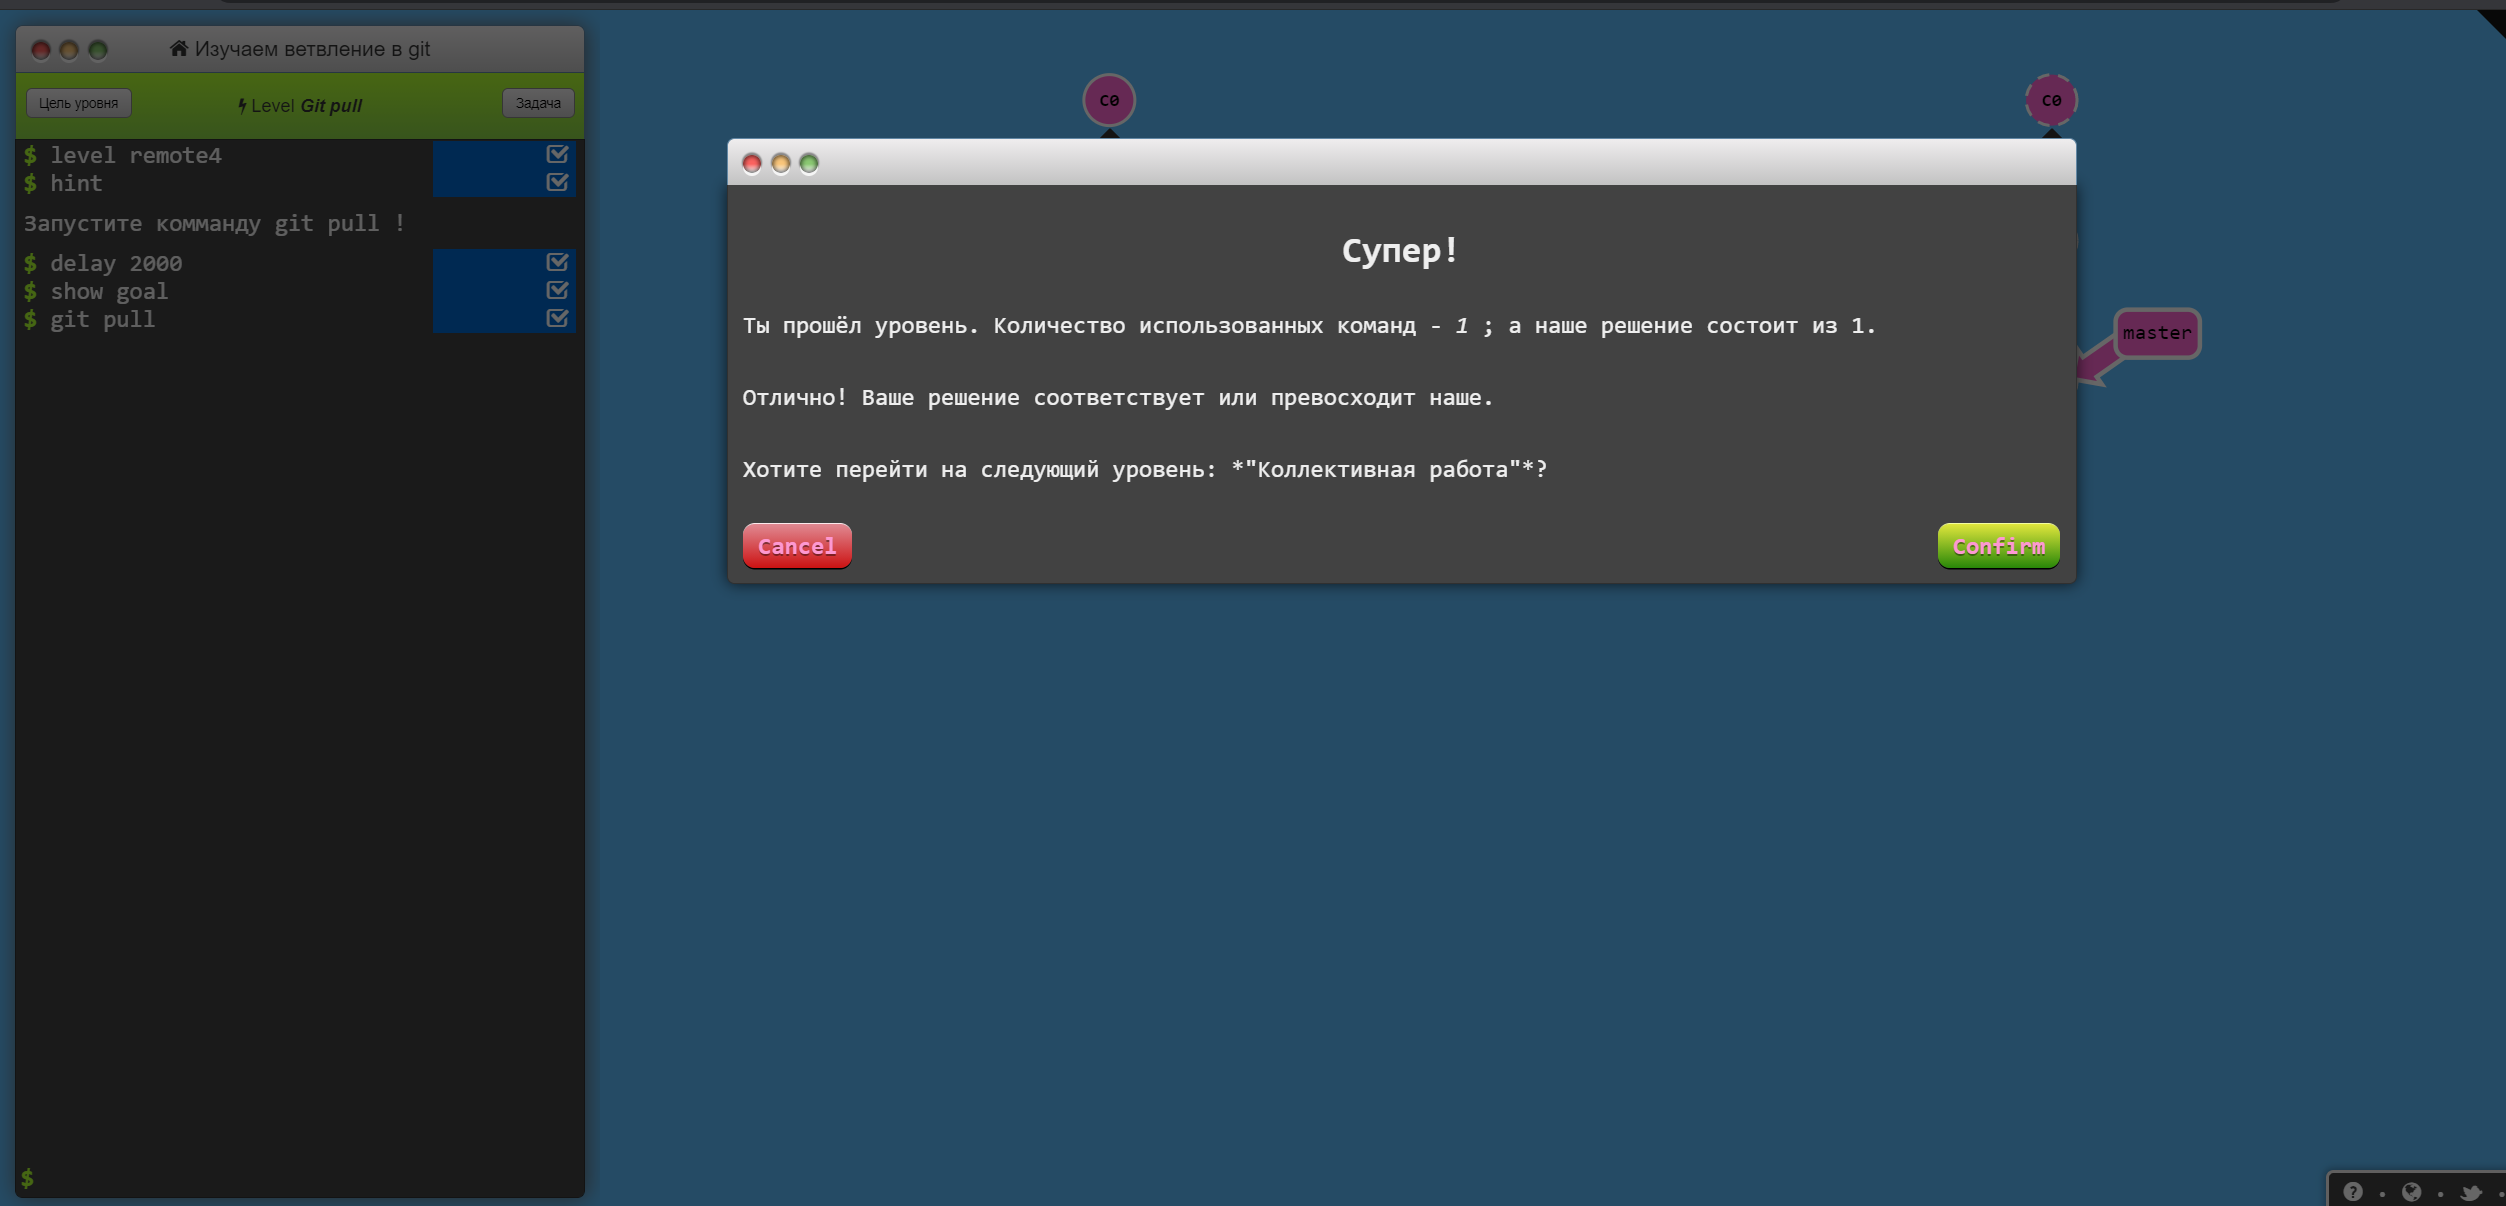 Изучаем ветвление в git
Цель уровня
Level Git pull
Задача
$ level remote4
$ hint
Запустите комманду git pull !
$ delay 2000
$ show goal
$ git pull
$
C0
C0
master
Супер!
Ты прошёл уровень. Количество использованных команд - 1 ; а наше решение состоит из 1.
Отлично! Ваше решение соответствует или превосходит наше.
Хотите перейти на следующий уровень: *"Коллективная работа"*?
Cancel
Confirm